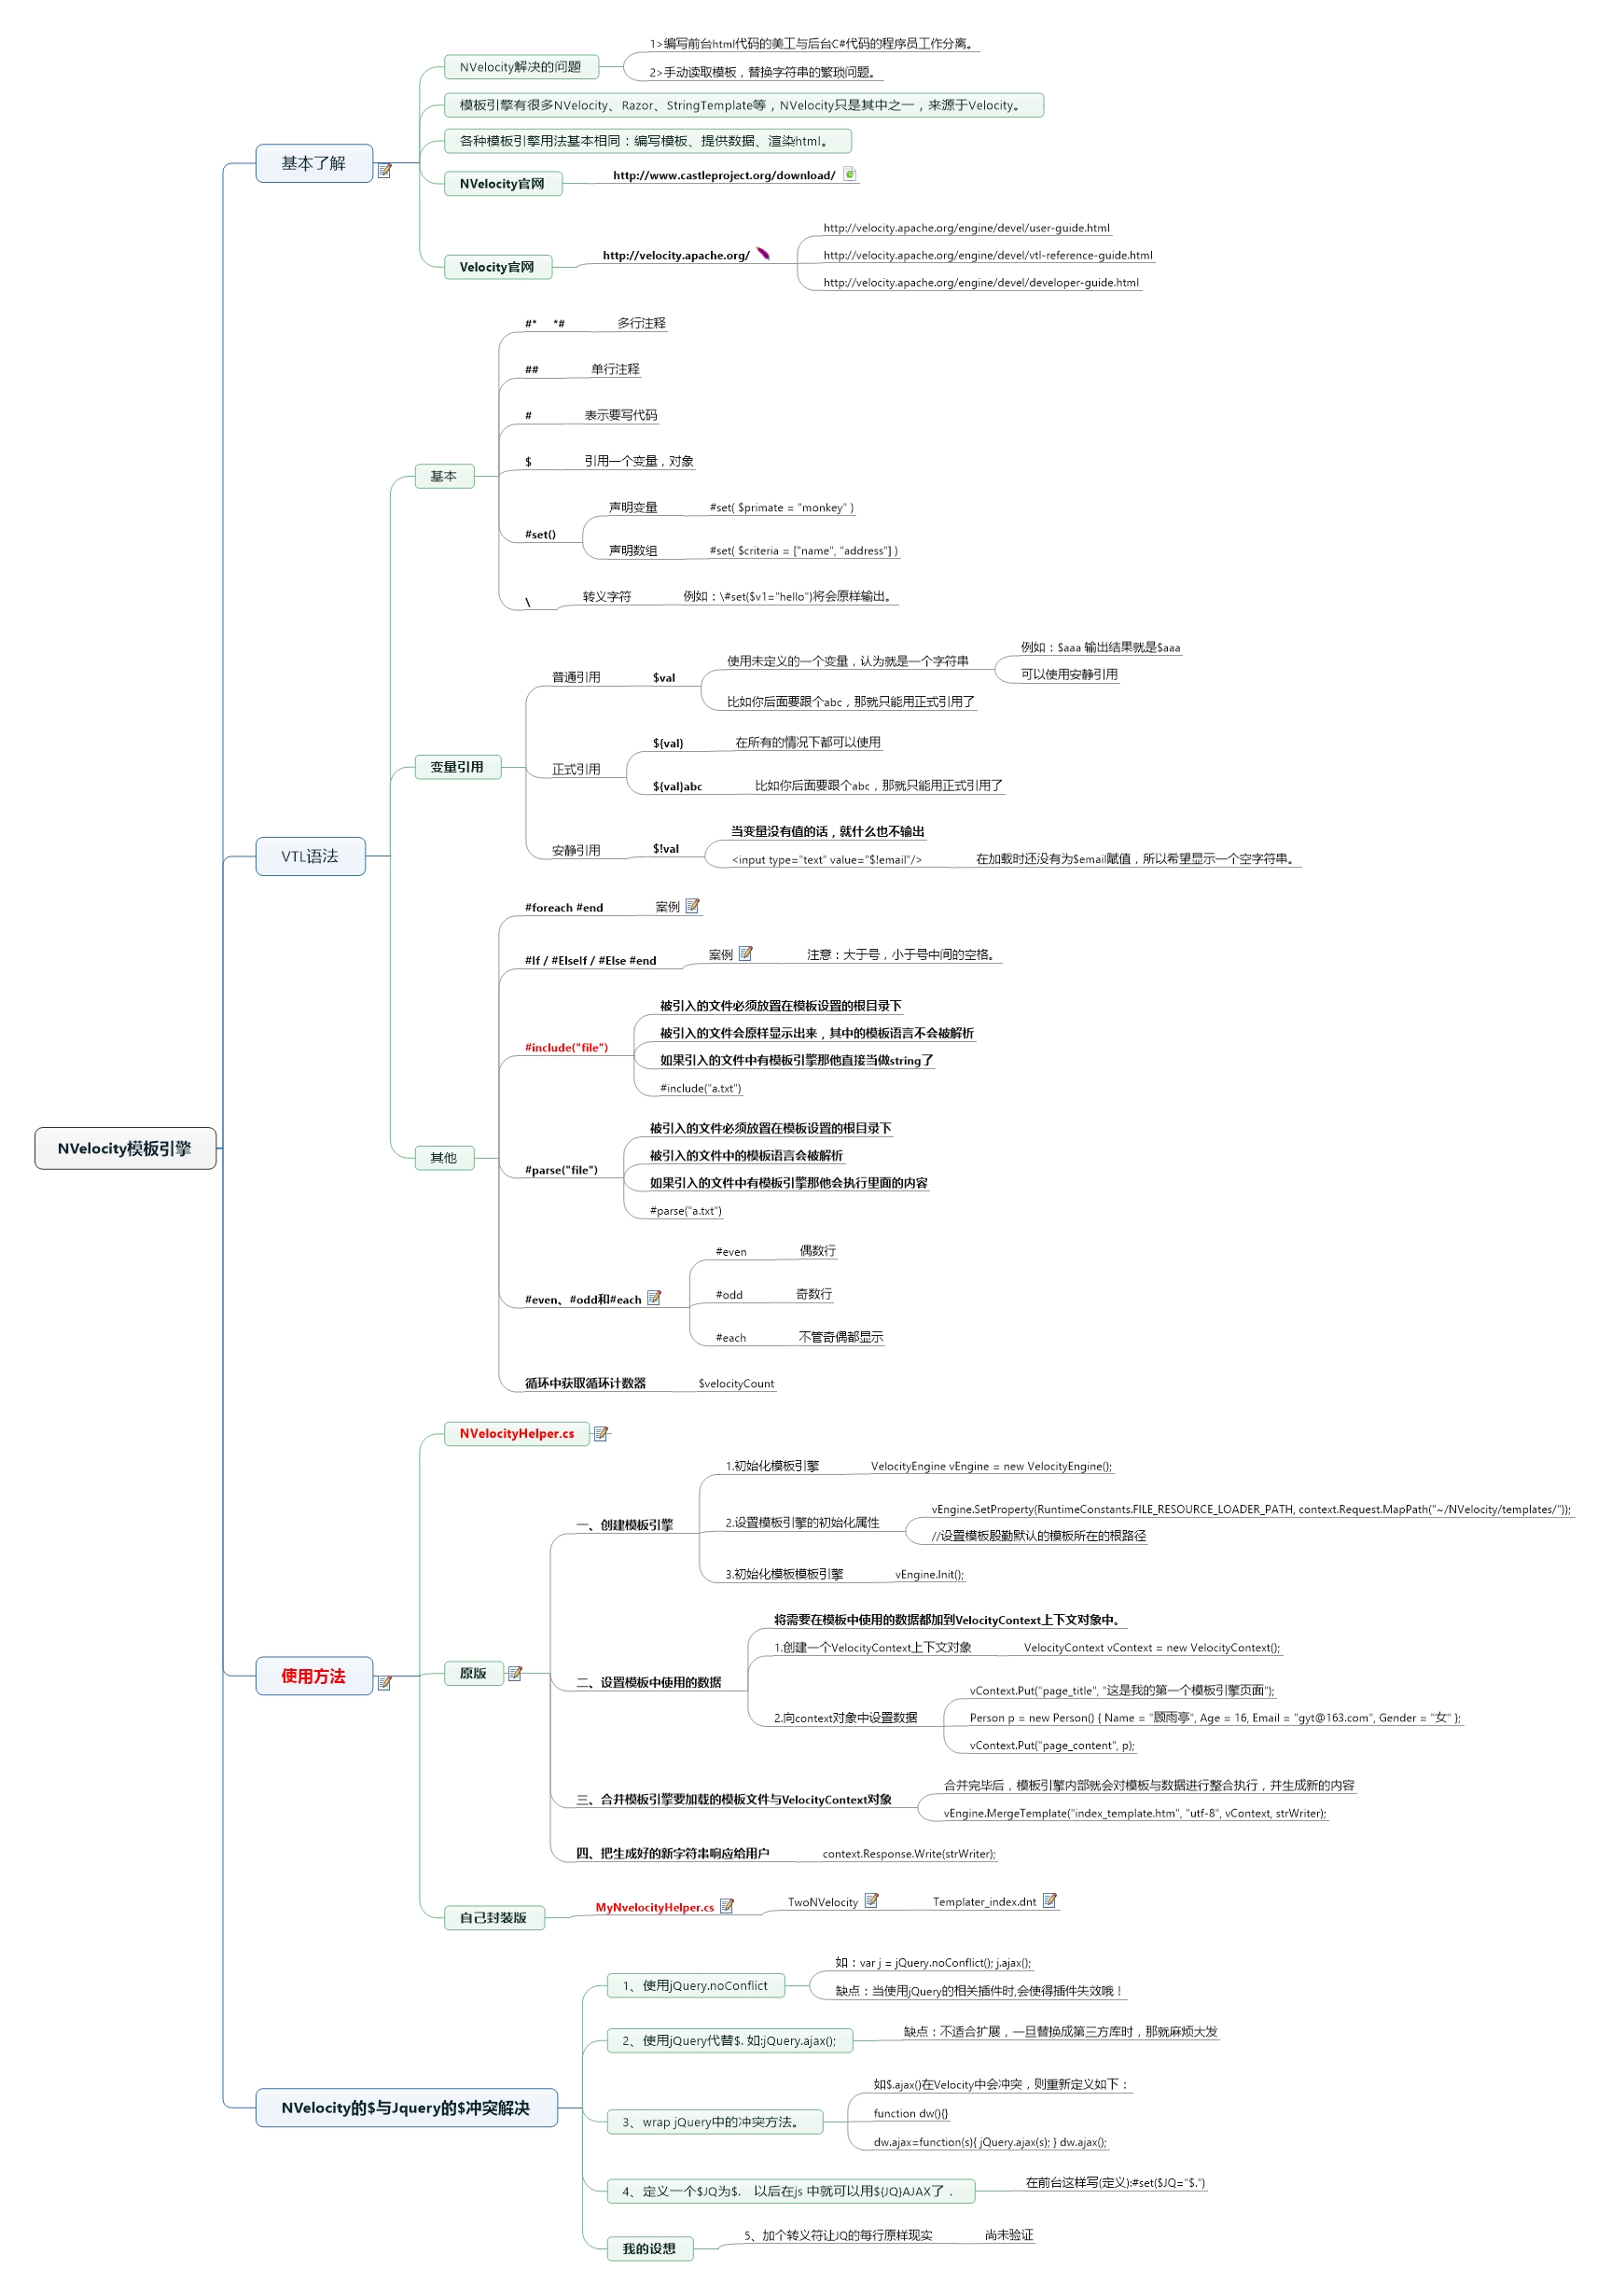 NVelocity模板引擎
基本了解
NVelocity解决的问题
1>编写前台html代码的美工与后台C#代码的程序员工作分离。
2>手动读取模板，替换字符串的繁琐问题。
模板引擎有很多NVelocity、Razor、StringTemplate等，NVelocity只是其中之一，来源于Velocity。
各种模板引擎用法基本相同：编写模板、提供数据、渲染html。
NVelocity官网
http://www.castleproject.org/download/
Velocity官网
http://velocity.apache.org/
http://velocity.apache.org/engine/devel/user-guide.html
http://velocity.apache.org/engine/devel/vtl-reference-guide.html
http://velocity.apache.org/engine/devel/developer-guide.html
VTL语法
基本
#* *# 多行注释
## 单行注释
# 表示要写代码
$ 引用一个变量，对象
#set()
声明变量 #set( $primate = "monkey" )
声明数组 #set( $criteria = ["name", "address"] )
\ 转义字符 例如：\#set($v1="hello")将会原样输出。
变量引用
普通引用 $val
使用未定义的一个变量，认为就是一个字符串
例如：$aaa 输出结果就是$aaa
可以使用安静引用
比如你后面要跟个abc，那就只能用正式引用了
正式引用
${val} 在所有的情况下都可以使用
${val}abc 比如你后面要跟个abc，那就只能用正式引用了
安静引用 $!val
当变量没有值的话，就什么也不输出
<input type="text" value="$!email"/> 在加载时还没有为$email赋值，所以希望显示一个空字符串。
其他
#foreach #end 案例
#If / #ElseIf / #Else #end 案例 注意：大于号，小于号中间的空格。
#include("file")
被引入的文件必须放置在模板设置的根目录下
被引入的文件会原样显示出来，其中的模板语言不会被解析
如果引入的文件中有模板引擎那他直接当做string了
#include("a.txt")
#parse("file")
被引入的文件必须放置在模板设置的根目录下
被引入的文件中的模板语言会被解析
如果引入的文件中有模板引擎那他会执行里面的内容
#parse("a.txt")
#even、#odd和#each
#even 偶数行
#odd 奇数行
#each 不管奇偶都显示
循环中获取循环计数器 $velocityCount
使用方法
NVelocityHelper.cs
原版
一、创建模板引擎
1.初始化模板引擎 VelocityEngine vEngine = new VelocityEngine();
2.设置模板引擎的初始化属性
vEngine.SetProperty(RuntimeConstants.FILE_RESOURCE_LOADER_PATH, context.Request.MapPath("~/NVelocity/templates/"));
//设置模板殷勤默认的模板所在的根路径
3.初始化模板模板引擎 vEngine.Init();
二、设置模板中使用的数据
将需要在模板中使用的数据都加到VelocityContext上下文对象中。
1.创建一个VelocityContext上下文对象 VelocityContext vContext = new VelocityContext();
2.向context对象中设置数据
vContext.Put("page_title", "这是我的第一个模板引擎页面");
Person p = new Person() { Name = "顾雨亭", Age = 16, Email = "gyt@163.com", Gender = "女" };
vContext.Put("page_content", p);
三、合并模板引擎要加载的模板文件与VelocityContext对象
合并完毕后，模板引擎内部就会对模板与数据进行整合执行，并生成新的内容
vEngine.MergeTemplate("index_template.htm", "utf-8", vContext, strWriter);
四、把生成好的新字符串响应给用户 context.Response.Write(strWriter);
自己封装版
MyNvelocityHelper.cs TwoNVelocity Templater_index.dnt
NVelocity的$与Jquery的$冲突解决
1、使用jQuery.noConflict
如：var j = jQuery.noConflict(); j.ajax();
缺点：当使用jQuery的相关插件时,会使得插件失效哦！
2、使用jQuery代替$. 如:jQuery.ajax();
缺点：不适合扩展，一旦替换成第三方库时，那就麻烦大发
3、wrap jQuery中的冲突方法。
如$.ajax()在Velocity中会冲突，则重新定义如下：
function dw(){}
dw.ajax=function(s){ jQuery.ajax(s); } dw.ajax();
4、定义一个$JQ为$. 以后在js 中就可以用${JQ}AJAX了．
在前台这样写(定义):#set($JQ="$.")
我的设想
5、加个转义符让JQ的每行原样现实 尚未验证